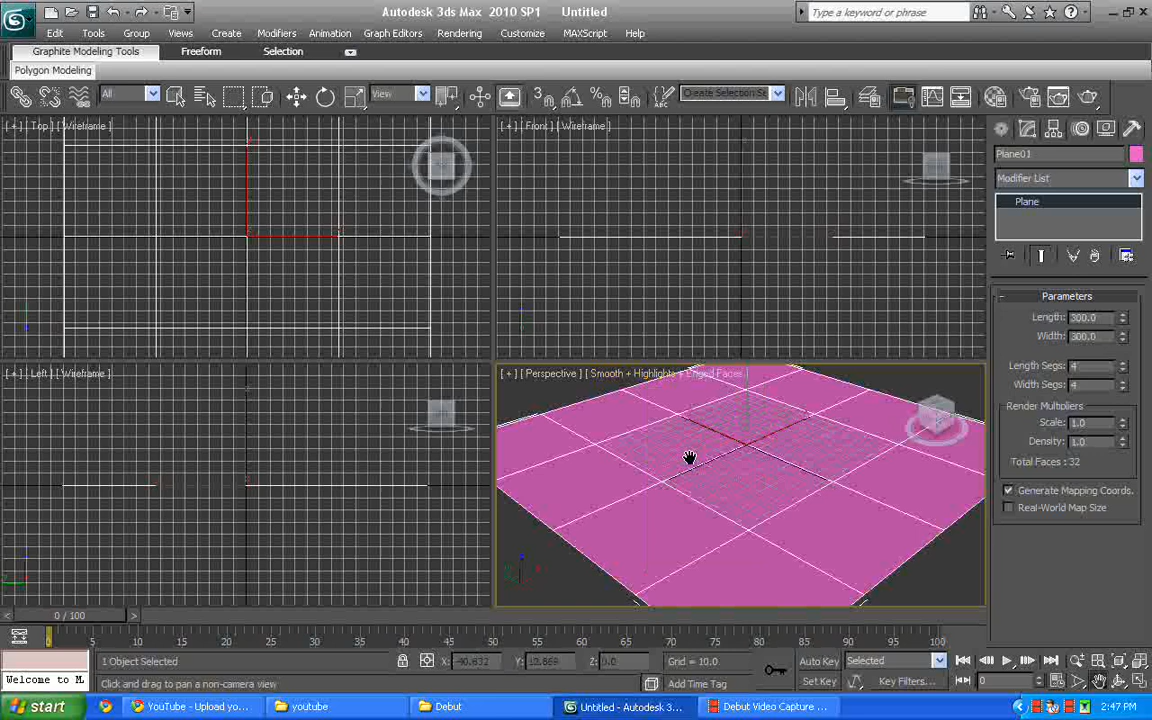 Autodesk 3ds Max 2010 SP1 Untitled
Type a keyword or phrase
Edit Tools Group Views Create Modifiers Animation Graph Editors Rendering Customize MAXScript Help
Graphite Modeling Tools Freeform Selection
Polygon Modeling
All View Create Selection Se
[ + ] [ Top ] [ Wireframe ]
[ + ] [ Front ] [ Wireframe ]
Plane01
Modifier List
Plane
Parameters
Length: 300.0
Width: 300.0
Length Segs: 4
Width Segs: 4
Render Multipliers
Scale: 1.0
Density: 1.0
Total Faces : 32
Generate Mapping Coords.
Real-World Map Size
[ + ] [ Left ] [ Wireframe ]
[ + ] [ Perspective ] [ Smooth + Highlights + Edged Faces ]
0 / 100
0 5 10 15 20 25 30 35 40 45 50 55 60 65 70 75 80 85 90 95 100
1 Object Selected X: -40.832 Y: 12.869 Z: 0.0 Grid = 10.0 Auto Key Selected
Welcome to M Click and drag to pan a non-camera view Add Time Tag Set Key Key Filters... 0
start YouTube - Upload yo... youtube Debut Untitled - Autodesk 3... Debut Video Capture ... 2:47 PM